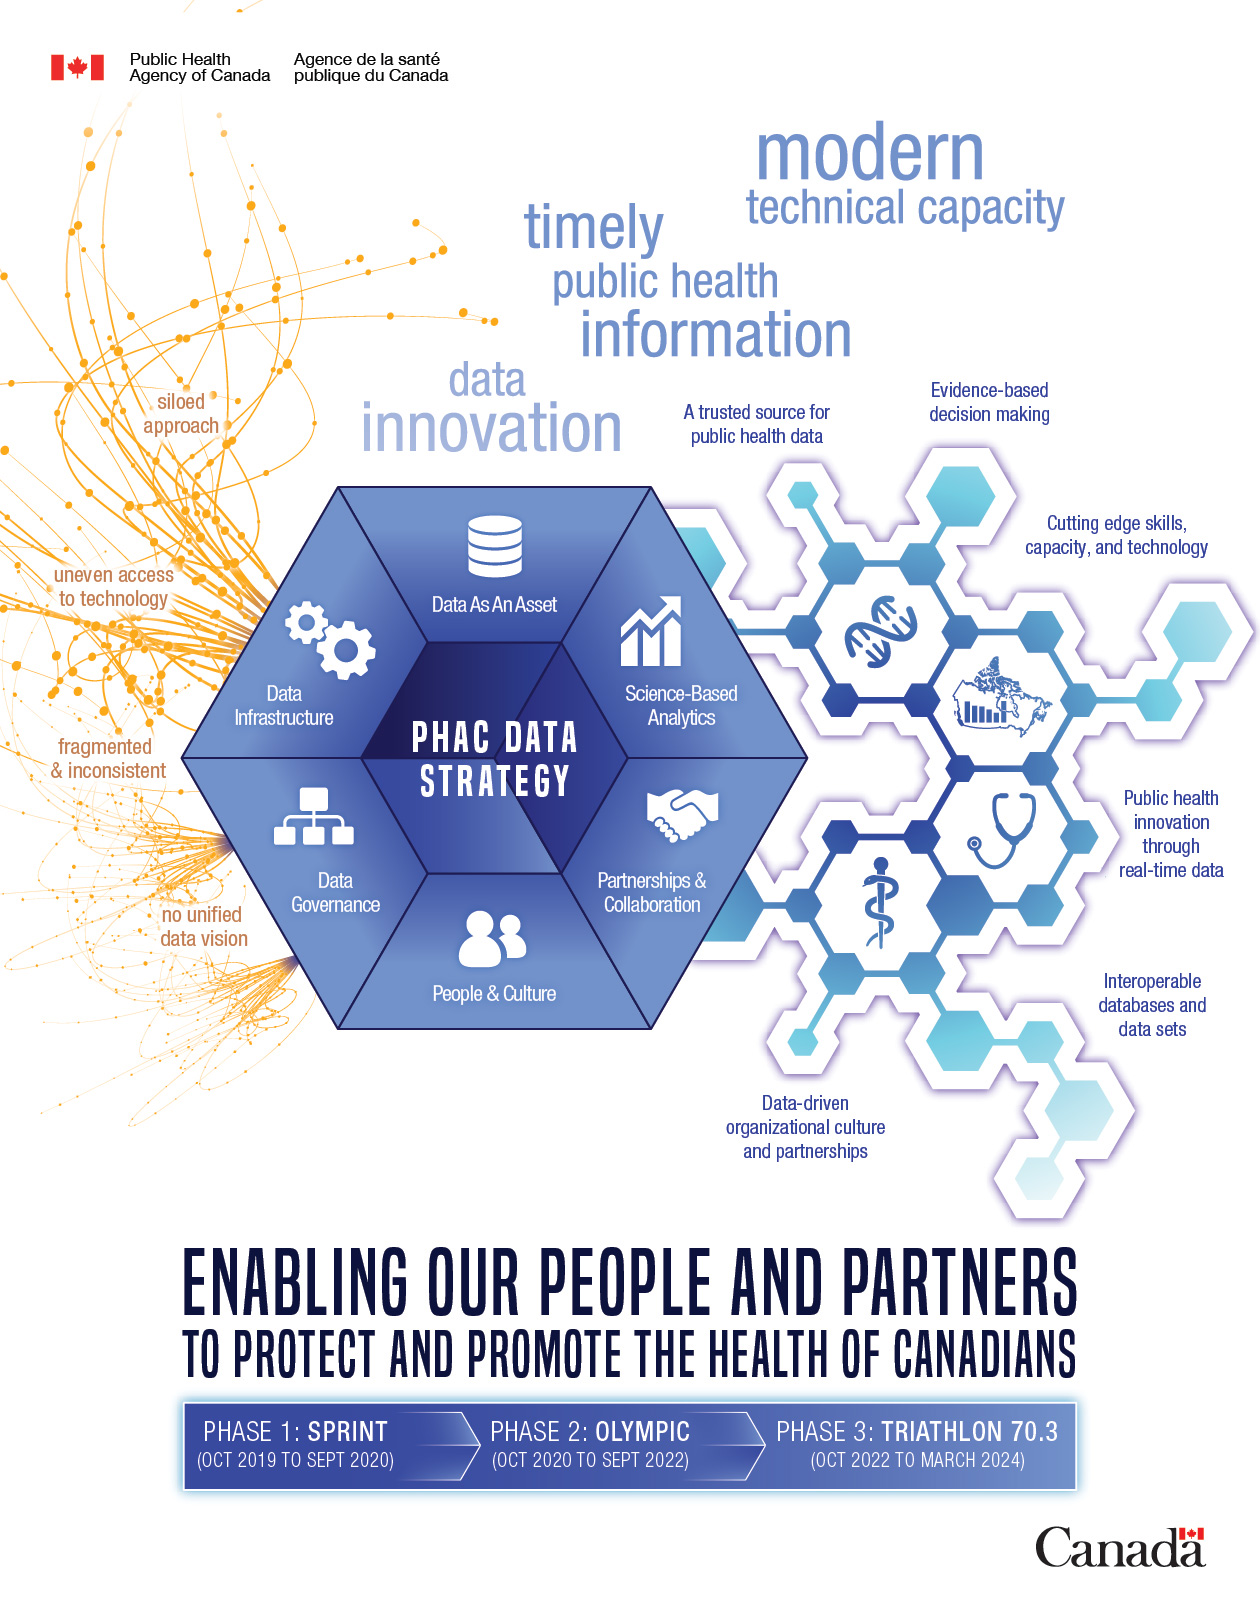 Public Health
Agency of Canada
Agence de la santé
publique du Canada
modern
technical capacity
timely
public health
information
data
innovation
siloed
approach
uneven access
to technology
fragmented
& inconsistent
no unified
data vision
Data As An Asset
Data
Infrastructure
Science-Based
Analytics
PHAC DATA
STRATEGY
Data
Governance
Partnerships &
Collaboration
People & Culture
A trusted source for
public health data
Evidence-based
decision making
Cutting edge skills,
capacity, and technology
Public health
innovation
through
real-time data
Interoperable
databases and
data sets
Data-driven
organizational culture
and partnerships
ENABLING OUR PEOPLE AND PARTNERS
TO PROTECT AND PROMOTE THE HEALTH OF CANADIANS
PHASE 1: SPRINT
(OCT 2019 TO SEPT 2020)
PHASE 2: OLYMPIC
(OCT 2020 TO SEPT 2022)
PHASE 3: TRIATHLON 70.3
(OCT 2022 TO MARCH 2024)
Canada